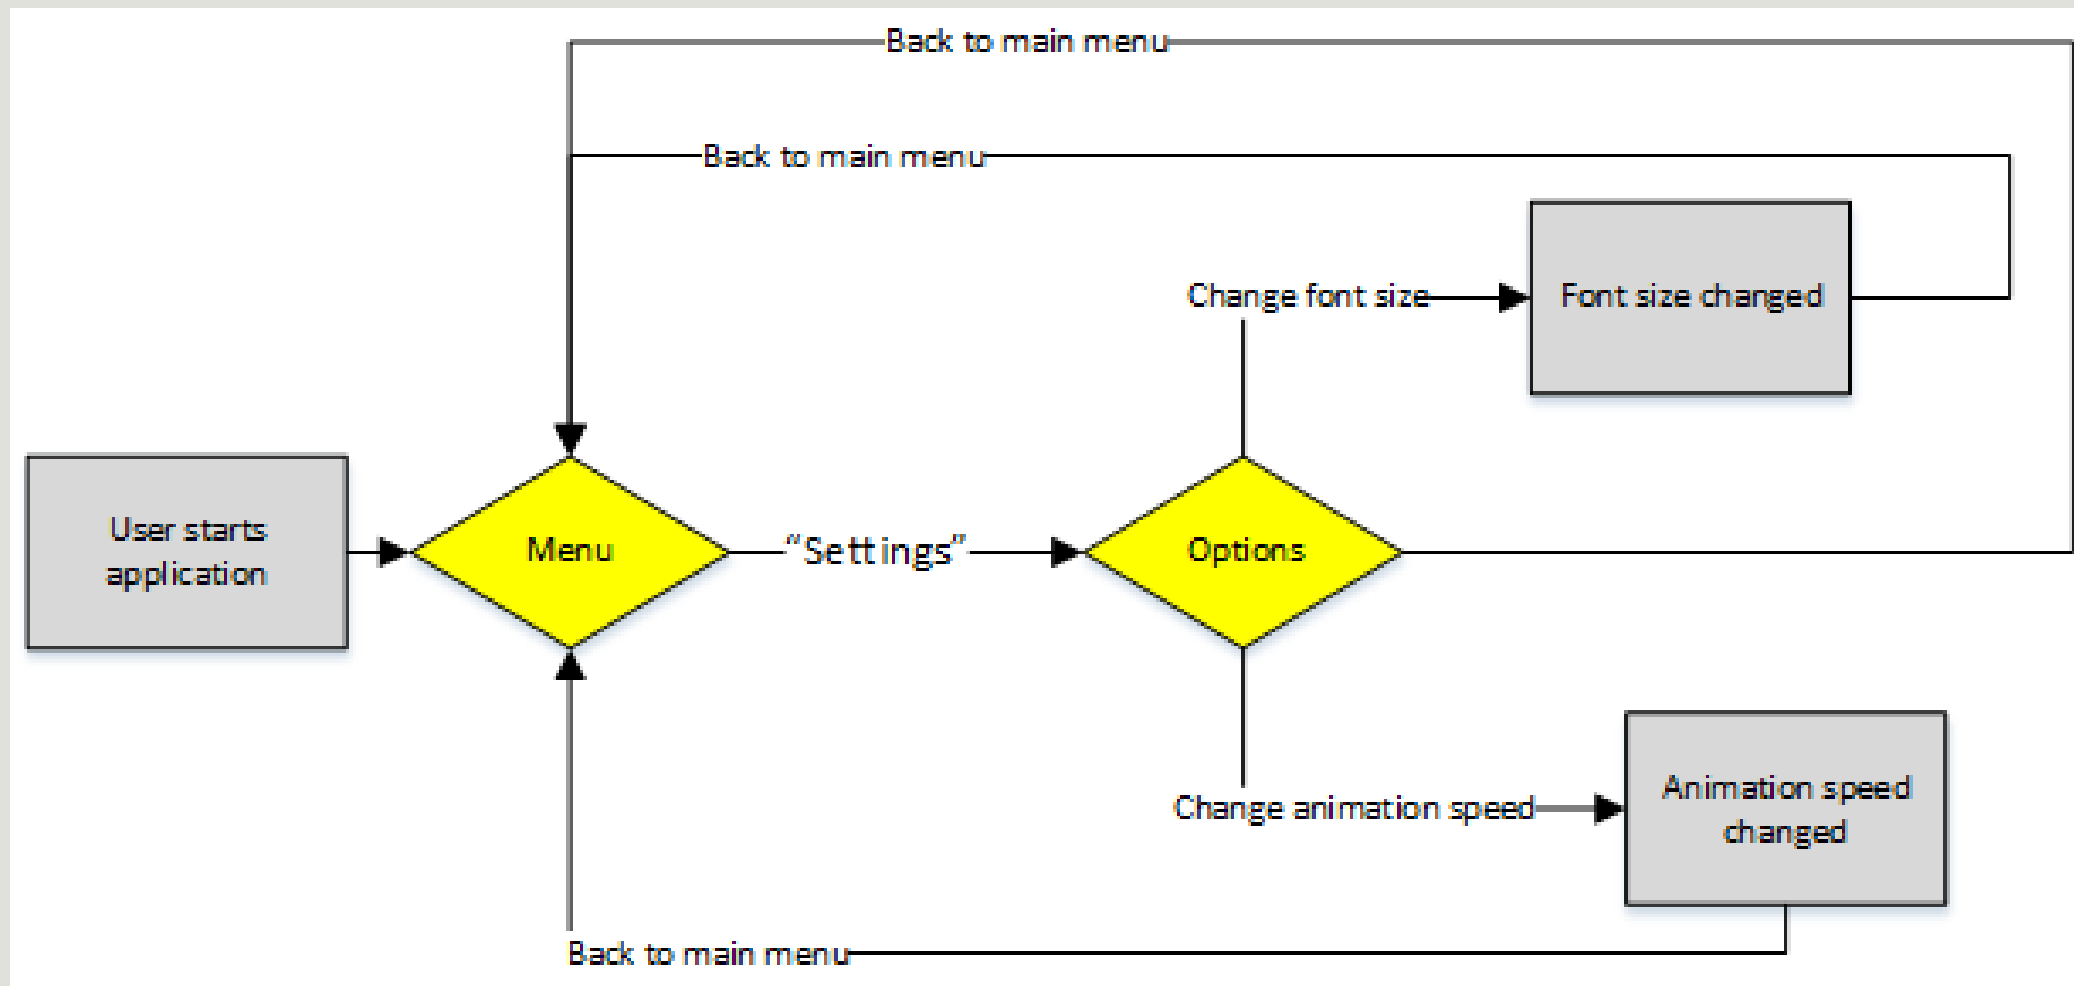 Back to main menu
Back to main menu
Change font size
Font size changed
User starts
application
Menu
“Settings”
Options
Change animation speed
Animation speed
changed
Back to main menu